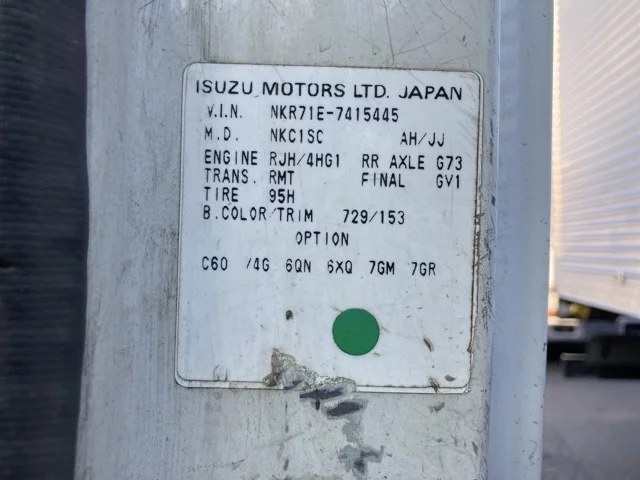 ISUZU MOTORS LTD. JAPAN
V.I.N. NKR71E-7415445
M.D. NKC1SC AH/JJ
ENGINE RJH/4HG1 RR AXLE G73
TRANS. RMT FINAL GV1
TIRE 95H
B.COLOR/TRIM 729/153
OPTION
C60 /4G 6QN 6XQ 7GM 7GR